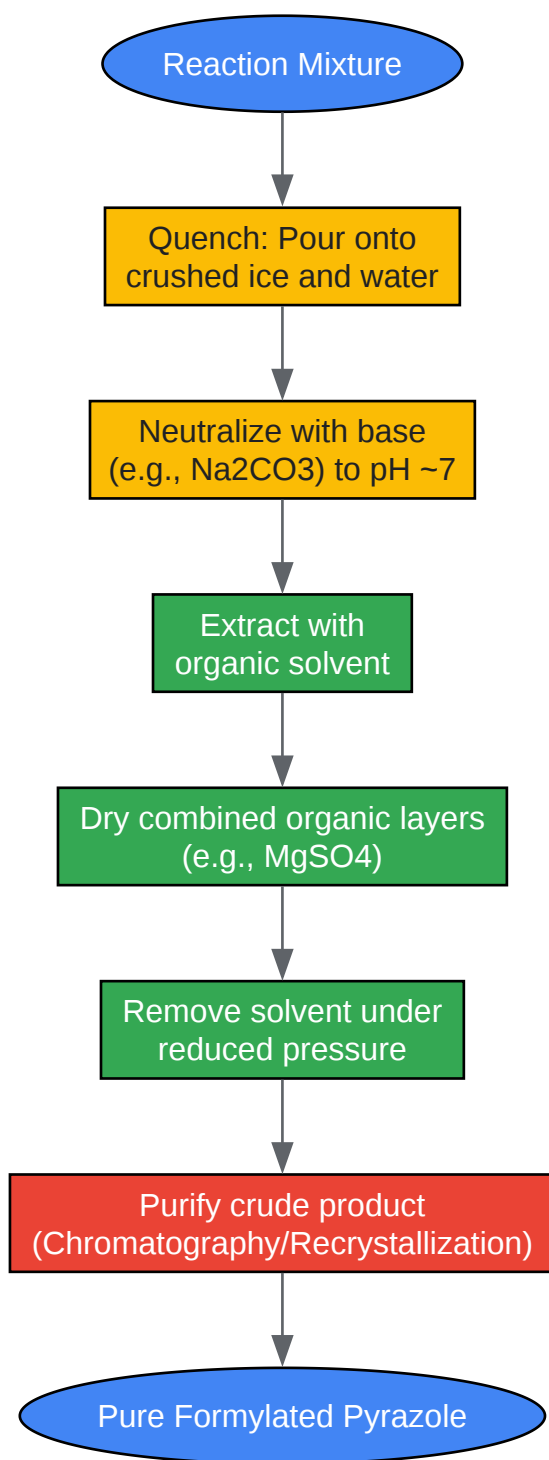 Reaction Mixture
Quench: Pour onto
crushed ice and water
Neutralize with base
(e.g., Na2CO3) to pH ~7
Extract with
organic solvent
Dry combined organic layers
(e.g., MgSO4)
Remove solvent under
reduced pressure
Purify crude product
(Chromatography/Recrystallization)
Pure Formylated Pyrazole